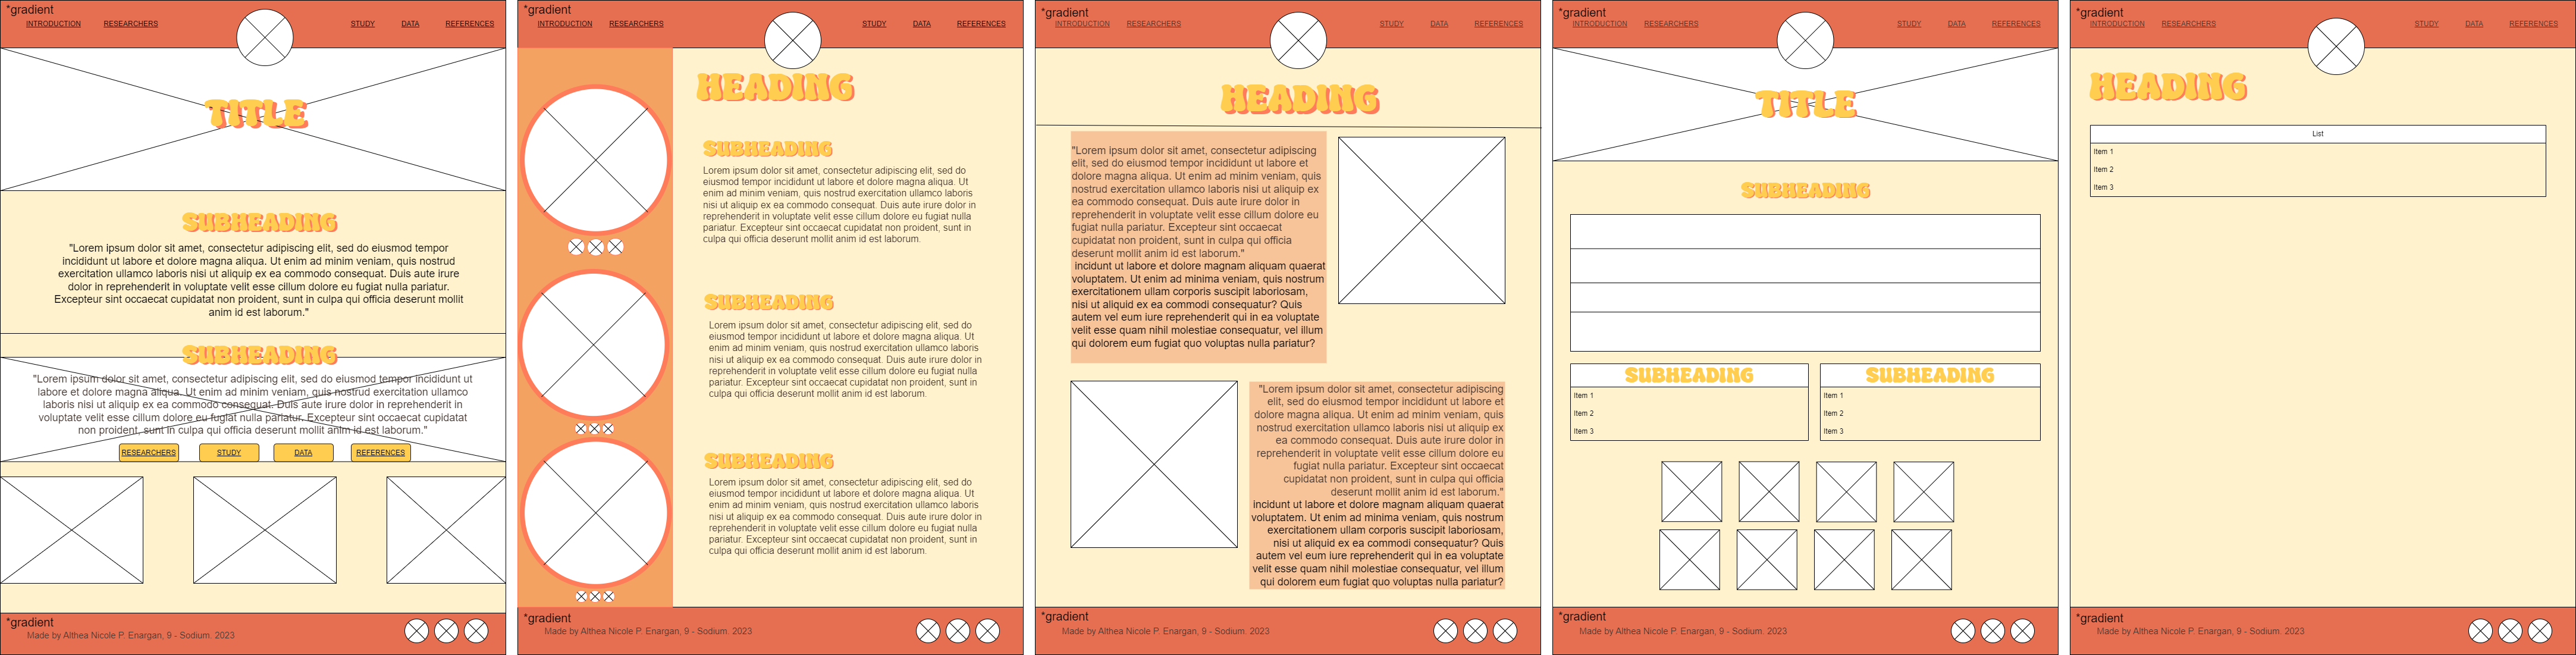 *gradient
INTRODUCTION RESEARCHERS STUDY DATA REFERENCES
TITLE
SUBHEADING
"Lorem ipsum dolor sit amet, consectetur adipiscing elit, sed do eiusmod tempor
incididunt ut labore et dolore magna aliqua. Ut enim ad minim veniam, quis nostrud
exercitation ullamco laboris nisi ut aliquip ex ea commodo consequat. Duis aute irure
dolor in reprehenderit in voluptate velit esse cillum dolore eu fugiat nulla pariatur.
Excepteur sint occaecat cupidatat non proident, sunt in culpa qui officia deserunt mollit
anim id est laborum."
SUBHEADING
"Lorem ipsum dolor sit amet, consectetur adipiscing elit, sed do eiusmod tempor incididunt ut
labore et dolore magna aliqua. Ut enim ad minim veniam, quis nostrud exercitation ullamco
laboris nisi ut aliquip ex ea commodo consequat. Duis aute irure dolor in reprehenderit in
voluptate velit esse cillum dolore eu fugiat nulla pariatur. Excepteur sint occaecat cupidatat
non proident, sunt in culpa qui officia deserunt mollit anim id est laborum."
RESEARCHERS STUDY DATA REFERENCES
*gradient
Made by Althea Nicole P. Enargan, 9 - Sodium. 2023
*gradient
INTRODUCTION RESEARCHERS STUDY DATA REFERENCES
HEADING
SUBHEADING
Lorem ipsum dolor sit amet, consectetur adipiscing elit, sed do
eiusmod tempor incididunt ut labore et dolore magna aliqua. Ut
enim ad minim veniam, quis nostrud exercitation ullamco laboris
nisi ut aliquip ex ea commodo consequat. Duis aute irure dolor in
reprehenderit in voluptate velit esse cillum dolore eu fugiat nulla
pariatur. Excepteur sint occaecat cupidatat non proident, sunt in
culpa qui officia deserunt mollit anim id est laborum.
SUBHEADING
Lorem ipsum dolor sit amet, consectetur adipiscing elit, sed do
eiusmod tempor incididunt ut labore et dolore magna aliqua. Ut
enim ad minim veniam, quis nostrud exercitation ullamco laboris
nisi ut aliquip ex ea commodo consequat. Duis aute irure dolor in
reprehenderit in voluptate velit esse cillum dolore eu fugiat nulla
pariatur. Excepteur sint occaecat cupidatat non proident, sunt in
culpa qui officia deserunt mollit anim id est laborum.
SUBHEADING
Lorem ipsum dolor sit amet, consectetur adipiscing elit, sed do
eiusmod tempor incididunt ut labore et dolore magna aliqua. Ut
enim ad minim veniam, quis nostrud exercitation ullamco laboris
nisi ut aliquip ex ea commodo consequat. Duis aute irure dolor in
reprehenderit in voluptate velit esse cillum dolore eu fugiat nulla
pariatur. Excepteur sint occaecat cupidatat non proident, sunt in
culpa qui officia deserunt mollit anim id est laborum.
*gradient
Made by Althea Nicole P. Enargan, 9 - Sodium. 2023
*gradient
INTRODUCTION RESEARCHERS STUDY DATA REFERENCES
HEADING
"Lorem ipsum dolor sit amet, consectetur adipiscing
elit, sed do eiusmod tempor incididunt ut labore et
dolore magna aliqua. Ut enim ad minim veniam, quis
nostrud exercitation ullamco laboris nisi ut aliquip ex
ea commodo consequat. Duis aute irure dolor in
reprehenderit in voluptate velit esse cillum dolore eu
fugiat nulla pariatur. Excepteur sint occaecat
cupidatat non proident, sunt in culpa qui officia
deserunt mollit anim id est laborum."
incidunt ut labore et dolore magnam aliquam quaerat
voluptatem. Ut enim ad minima veniam, quis nostrum
exercitationem ullam corporis suscipit laboriosam,
nisi ut aliquid ex ea commodi consequatur? Quis
autem vel eum iure reprehenderit qui in ea voluptate
velit esse quam nihil molestiae consequatur, vel illum
qui dolorem eum fugiat quo voluptas nulla pariatur?
"Lorem ipsum dolor sit amet, consectetur adipiscing
elit, sed do eiusmod tempor incididunt ut labore et
dolore magna aliqua. Ut enim ad minim veniam, quis
nostrud exercitation ullamco laboris nisi ut aliquip ex
ea commodo consequat. Duis aute irure dolor in
reprehenderit in voluptate velit esse cillum dolore eu
fugiat nulla pariatur. Excepteur sint occaecat
cupidatat non proident, sunt in culpa qui officia
deserunt mollit anim id est laborum."
incidunt ut labore et dolore magnam aliquam quaerat
voluptatem. Ut enim ad minima veniam, quis nostrum
exercitationem ullam corporis suscipit laboriosam,
nisi ut aliquid ex ea commodi consequatur? Quis
autem vel eum iure reprehenderit qui in ea voluptate
velit esse quam nihil molestiae consequatur, vel illum
qui dolorem eum fugiat quo voluptas nulla pariatur?
*gradient
Made by Althea Nicole P. Enargan, 9 - Sodium. 2023
*gradient
INTRODUCTION RESEARCHERS STUDY DATA REFERENCES
TITLE
SUBHEADING
SUBHEADING
Item 1
Item 2
Item 3
SUBHEADING
Item 1
Item 2
Item 3
*gradient
Made by Althea Nicole P. Enargan, 9 - Sodium. 2023
*gradient
INTRODUCTION RESEARCHERS STUDY DATA REFERENCES
HEADING
List
Item 1
Item 2
Item 3
*gradient
Made by Althea Nicole P. Enargan, 9 - Sodium. 2023